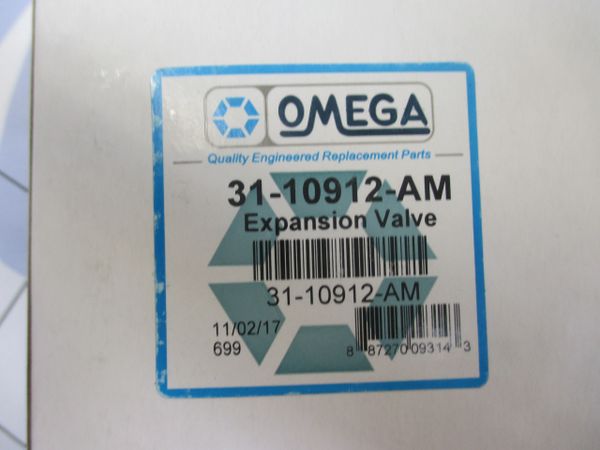 OMEGA
Quality Engineered Replacement Parts
31-10912-AM
Expansion Valve
31-10912-AM
11/02/17
699
8 87270 09314 3